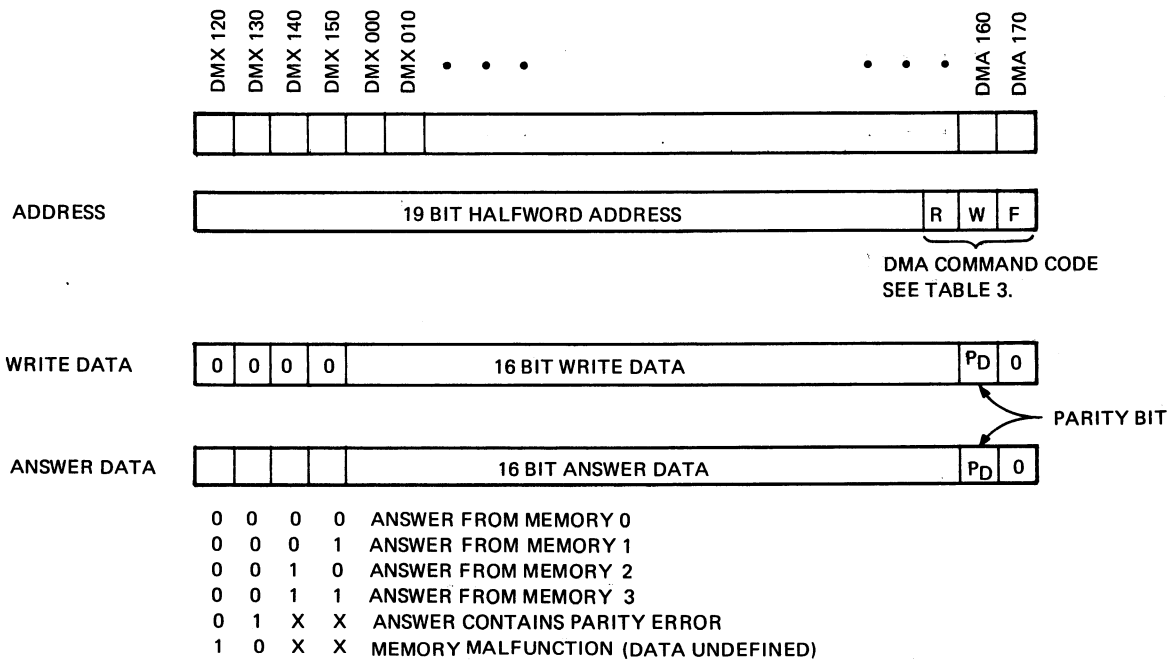 DMX 120 DMX 130 DMX 140 DMX 150 DMX 000 DMX 010 • • • • • • DMA 160 DMA 170
ADDRESS 19 BIT HALFWORD ADDRESS R W F
DMA COMMAND CODE
SEE TABLE 3.
WRITE DATA 0 0 0 0 16 BIT WRITE DATA PD 0
PARITY BIT
ANSWER DATA 16 BIT ANSWER DATA PD 0
0 0 0 0 ANSWER FROM MEMORY 0
0 0 0 1 ANSWER FROM MEMORY 1
0 0 1 0 ANSWER FROM MEMORY 2
0 0 1 1 ANSWER FROM MEMORY 3
0 1 X X ANSWER CONTAINS PARITY ERROR
1 0 X X MEMORY MALFUNCTION (DATA UNDEFINED)